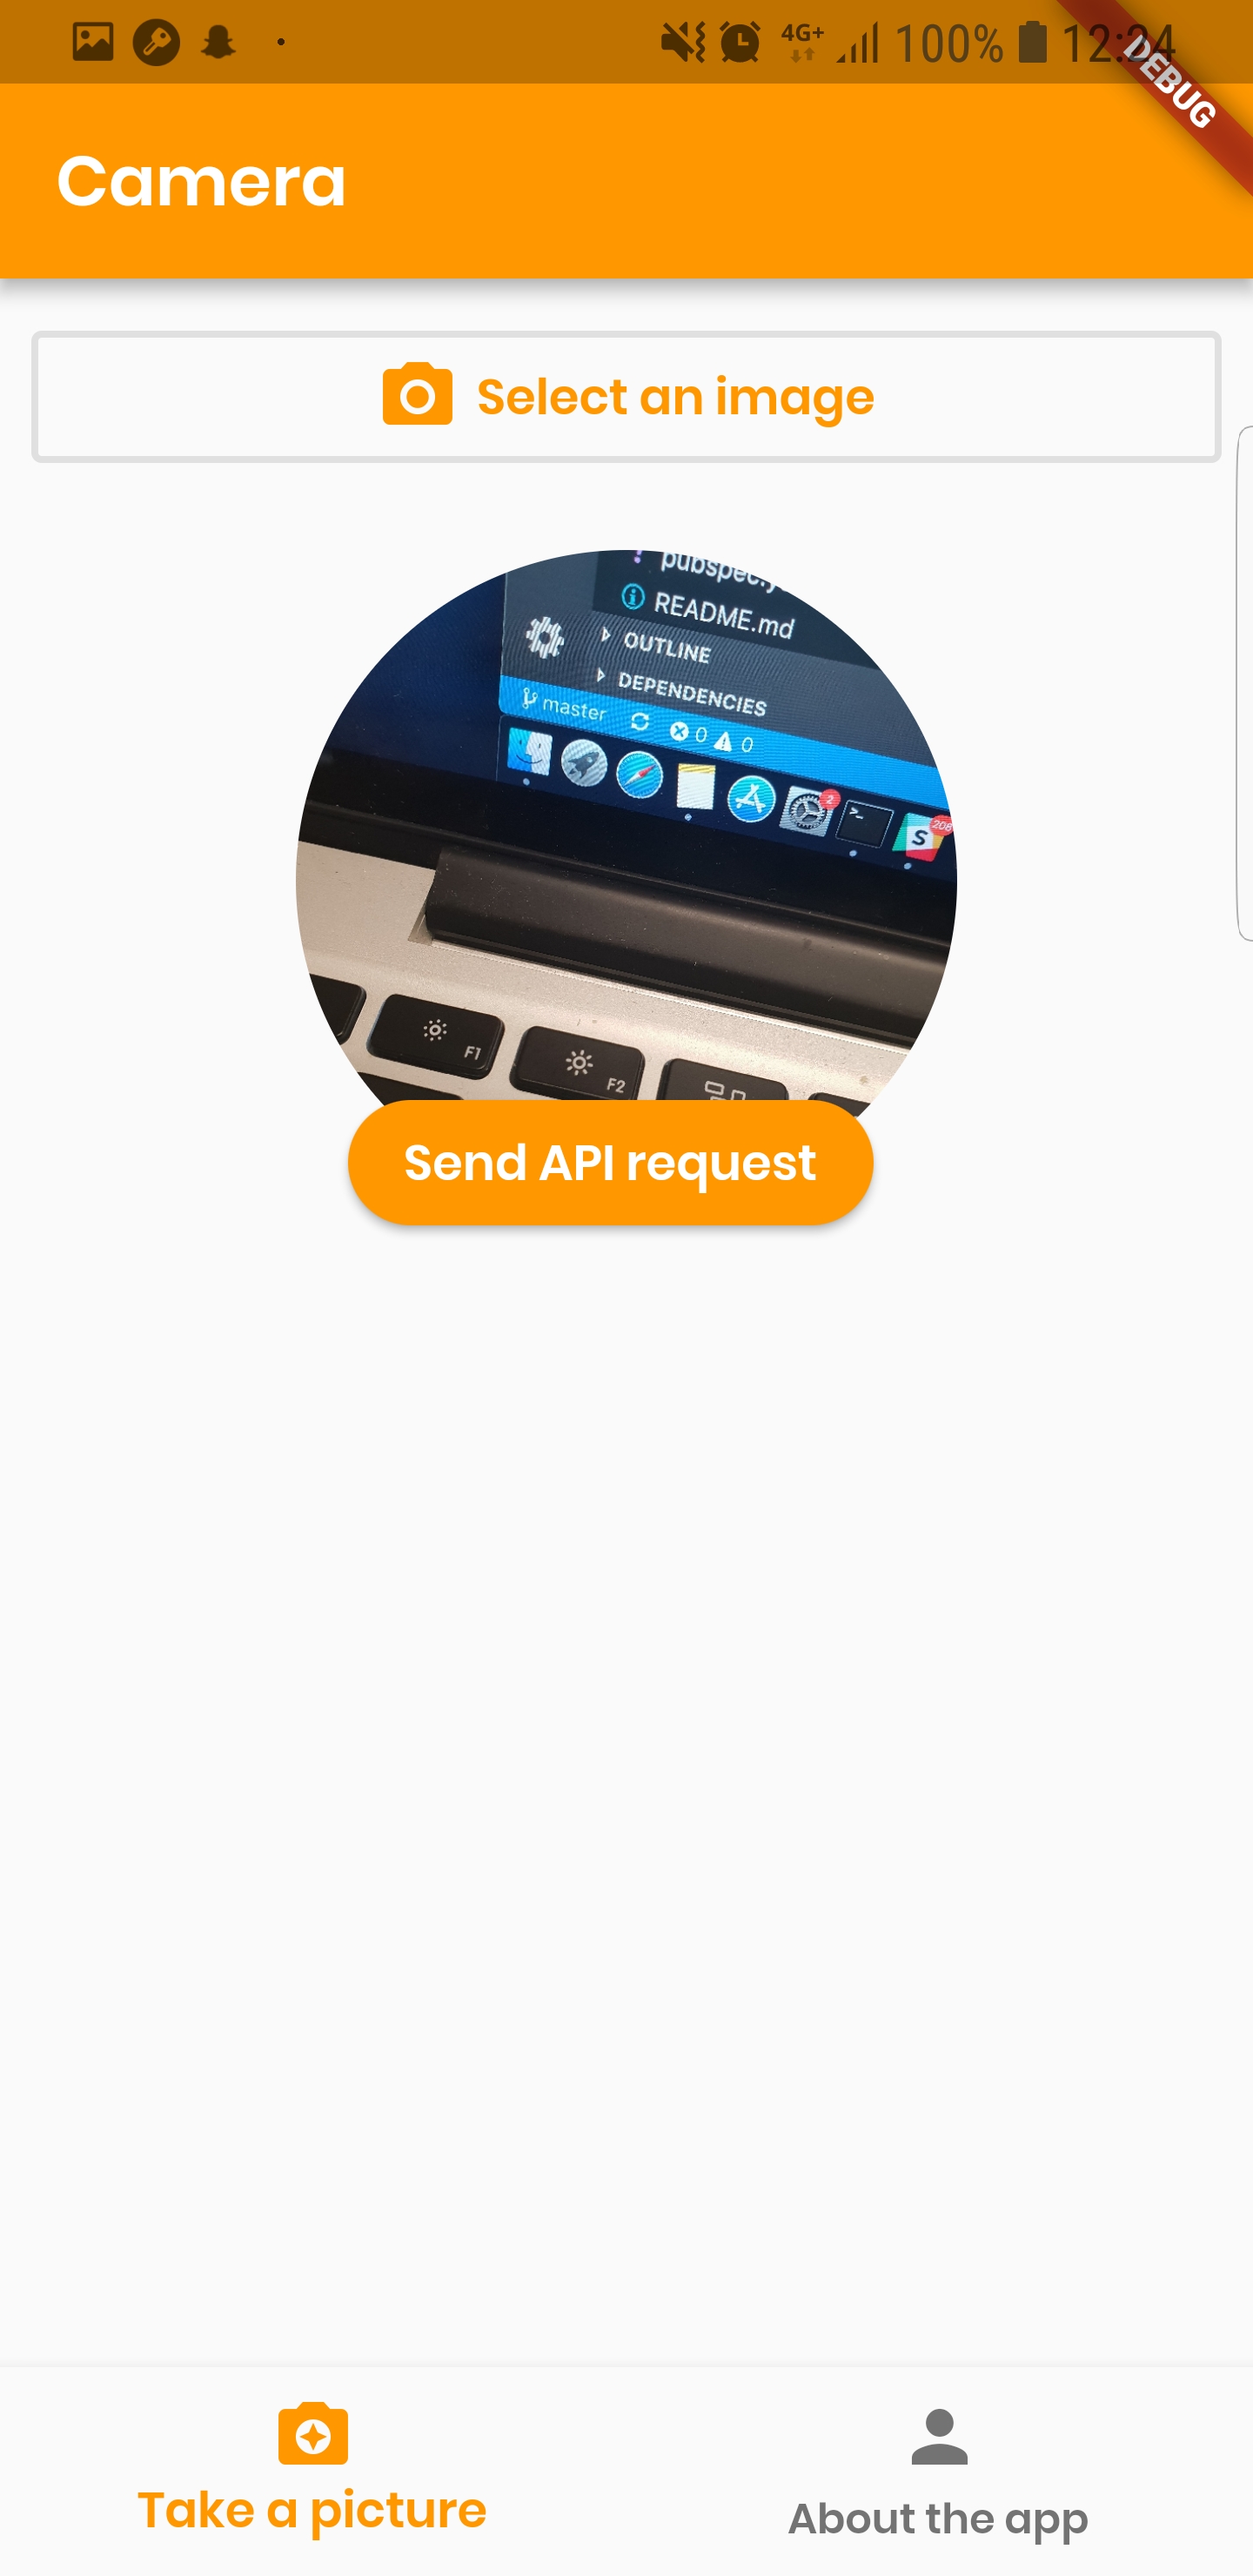 4G+ 100% 12:24
DEBUG
Camera
Select an image
README.md
OUTLINE
DEPENDENCIES
master 0 0
2
208
S
F1
F2
Send API request
Take a picture
About the app